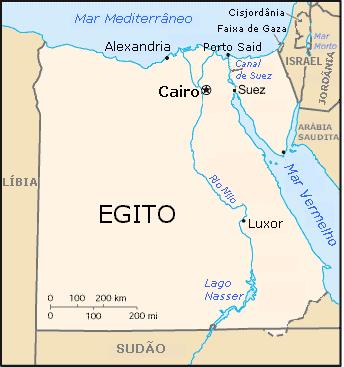 Cisjordânia
Mar Mediterrâneo
Faixa de Gaza
Alexandria
Porto Said
Mar
Morto
Canal
de Suez
ISRAEL
JORDÂNIA
Cairo
Suez
ARÁBIA
SAUDITA
LÍBIA
Rio Nilo
Mar Vermelho
EGITO
Luxor
Lago
Nasser
0 100 200 km
0 100 200 mi
SUDÃO